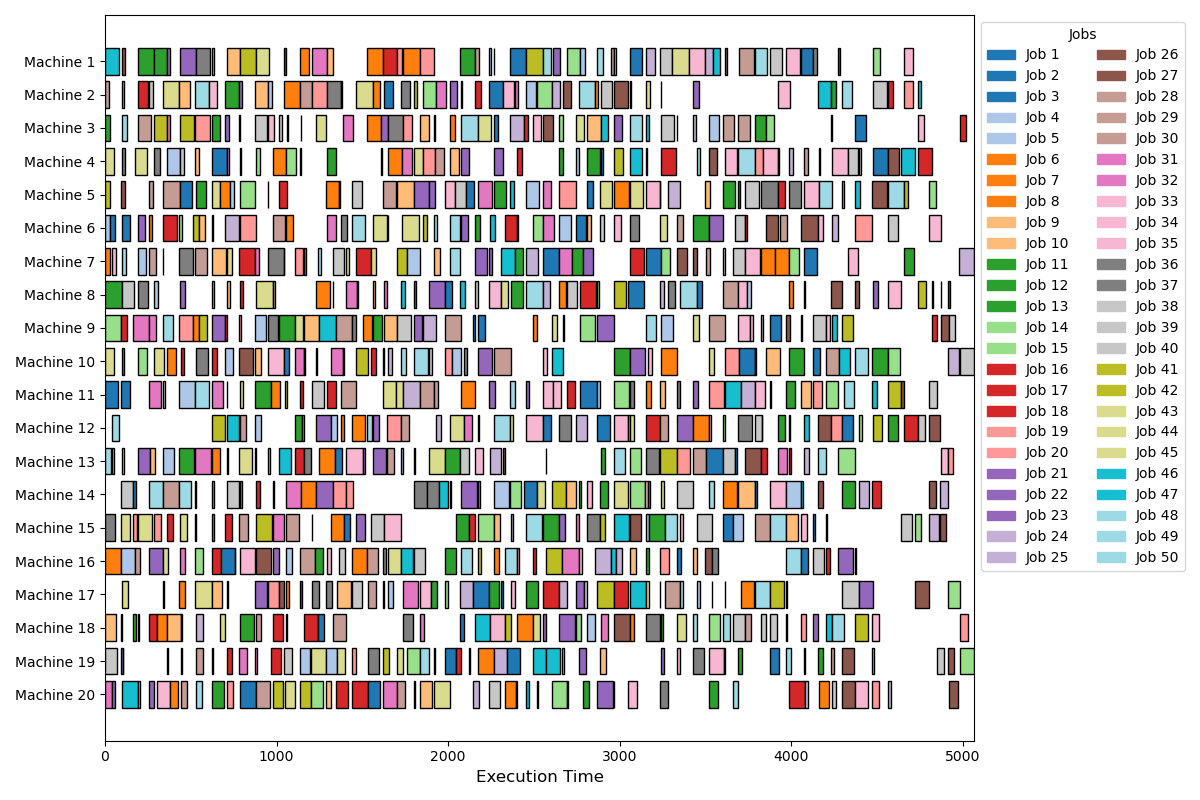 Machine 1
Machine 2
Machine 3
Machine 4
Machine 5
Machine 6
Machine 7
Machine 8
Machine 9
Machine 10
Machine 11
Machine 12
Machine 13
Machine 14
Machine 15
Machine 16
Machine 17
Machine 18
Machine 19
Machine 20
0 1000 2000 3000 4000 5000
Execution Time
Jobs
Job 1 Job 26
Job 2 Job 27
Job 3 Job 28
Job 4 Job 29
Job 5 Job 30
Job 6 Job 31
Job 7 Job 32
Job 8 Job 33
Job 9 Job 34
Job 10 Job 35
Job 11 Job 36
Job 12 Job 37
Job 13 Job 38
Job 14 Job 39
Job 15 Job 40
Job 16 Job 41
Job 17 Job 42
Job 18 Job 43
Job 19 Job 44
Job 20 Job 45
Job 21 Job 46
Job 22 Job 47
Job 23 Job 48
Job 24 Job 49
Job 25 Job 50